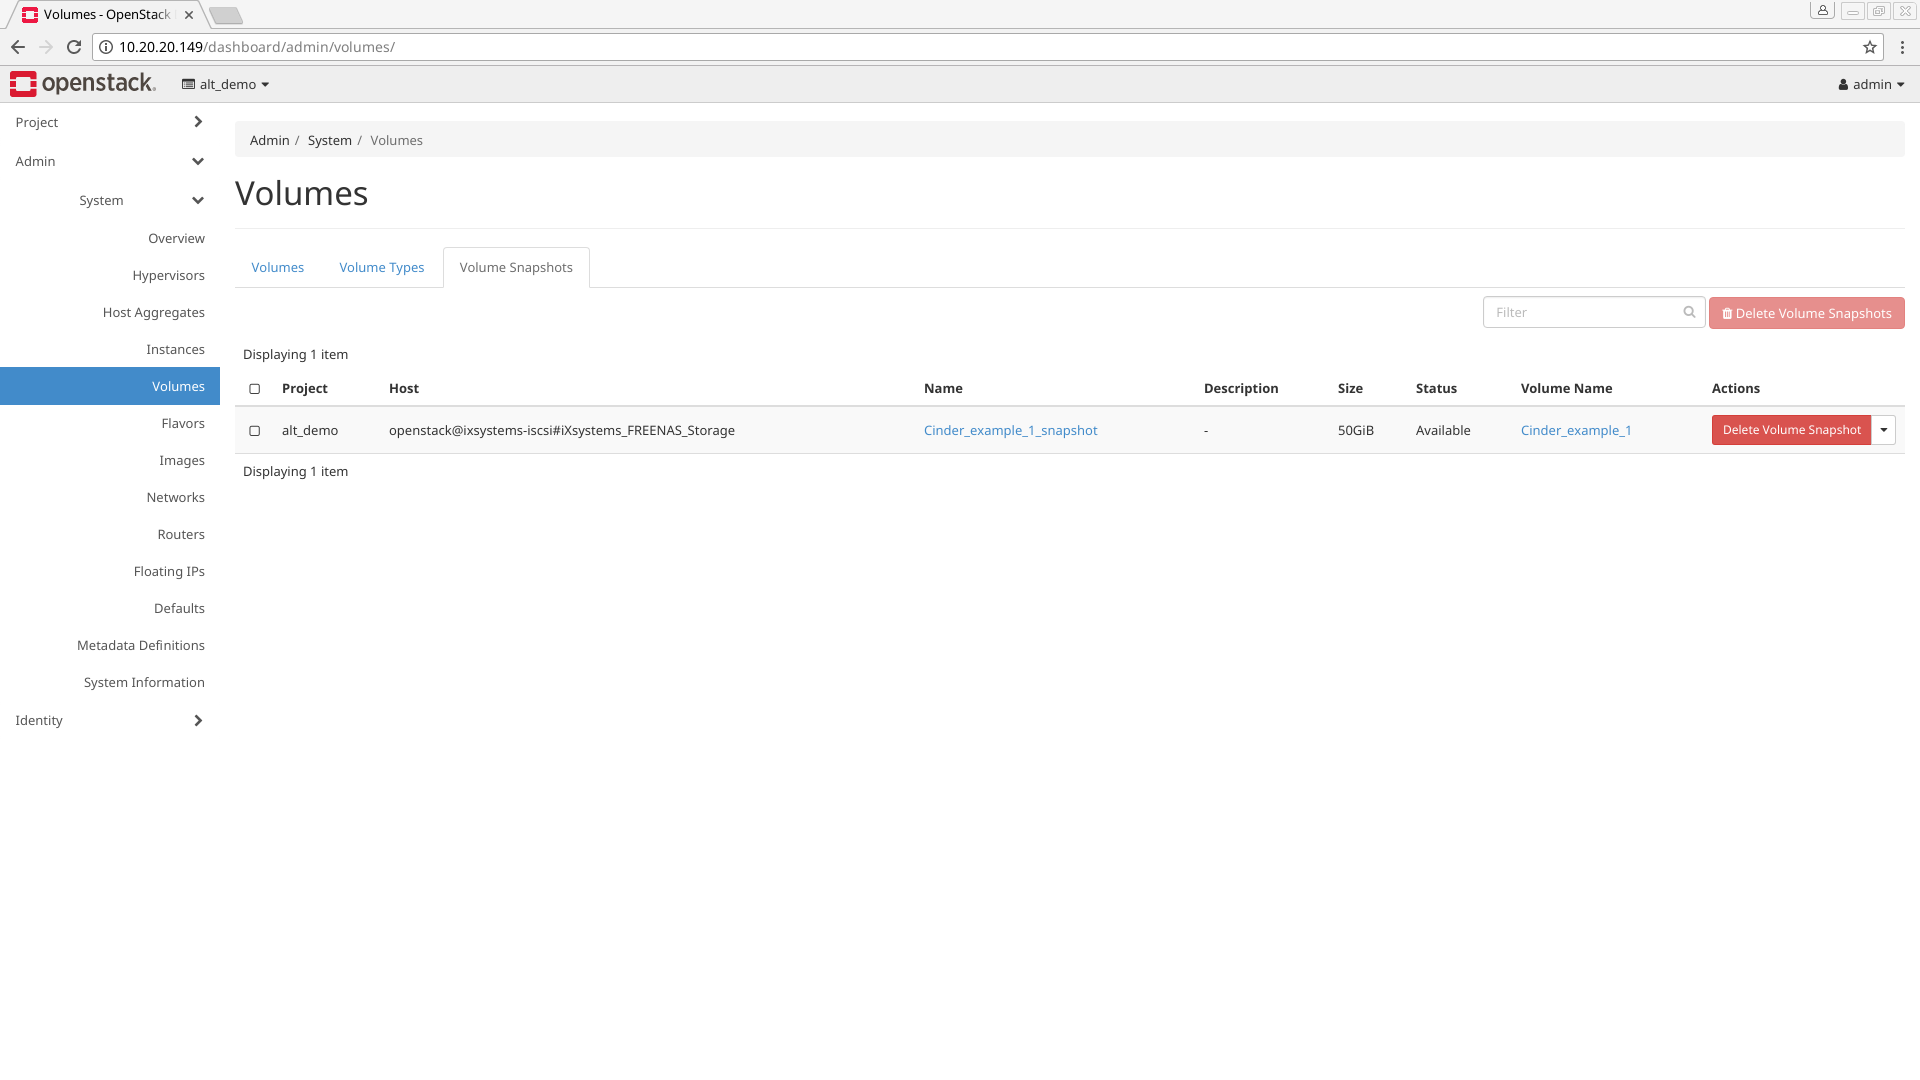 Volumes - OpenStack
10.20.20.149/dashboard/admin/volumes/
openstack. alt_demo admin
Project
Admin
System
Overview
Hypervisors
Host Aggregates
Instances
Volumes
Flavors
Images
Networks
Routers
Floating IPs
Defaults
Metadata Definitions
System Information
Identity
Admin / System / Volumes
Volumes
Volumes Volume Types Volume Snapshots
Filter Delete Volume Snapshots
Displaying 1 item
Project Host Name Description Size Status Volume Name Actions
alt_demo openstack@ixsystems-iscsi#iXsystems_FREENAS_Storage Cinder_example_1_snapshot - 50GiB Available Cinder_example_1 Delete Volume Snapshot
Displaying 1 item